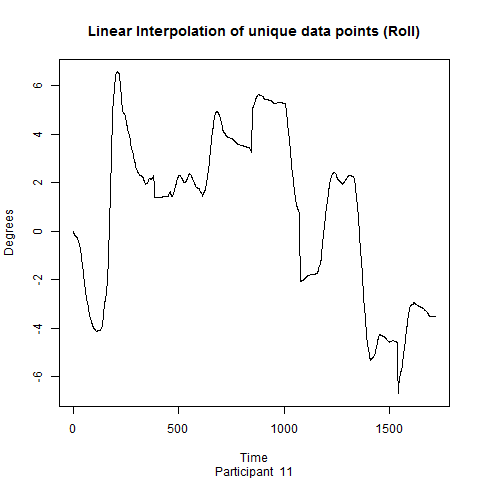 Linear Interpolation of unique data points (Roll)
6
4
2
0
-2
-4
-6
Degrees
0 500 1000 1500
Time
Participant 11